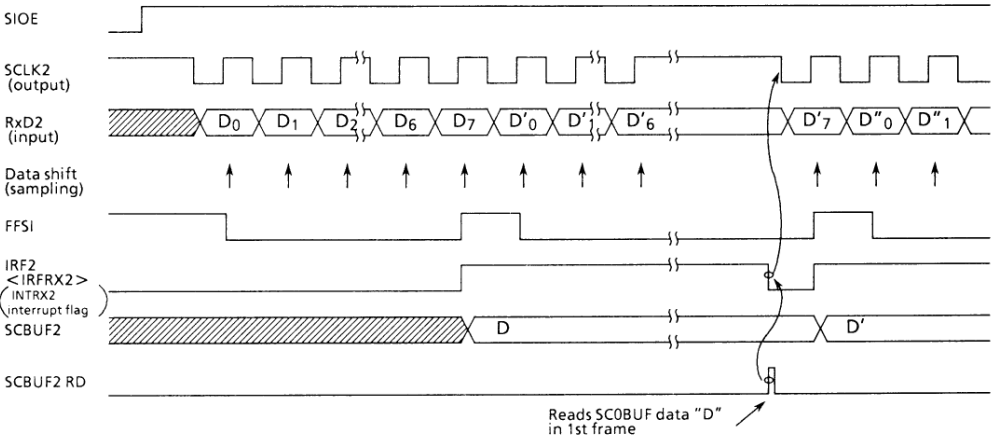 SIOE
SCLK2
(output)
RxD2
(input)
D0 D1 D2 D6 D7 D'0 D'1 D'6 D'7 D"0 D"1
Data shift
(sampling)
FFSI
IRF2
<IRFRX2>
(INTRX2
interrupt flag)
SCBUF2
D D'
SCBUF2 RD
Reads SC0BUF data "D"
in 1st frame